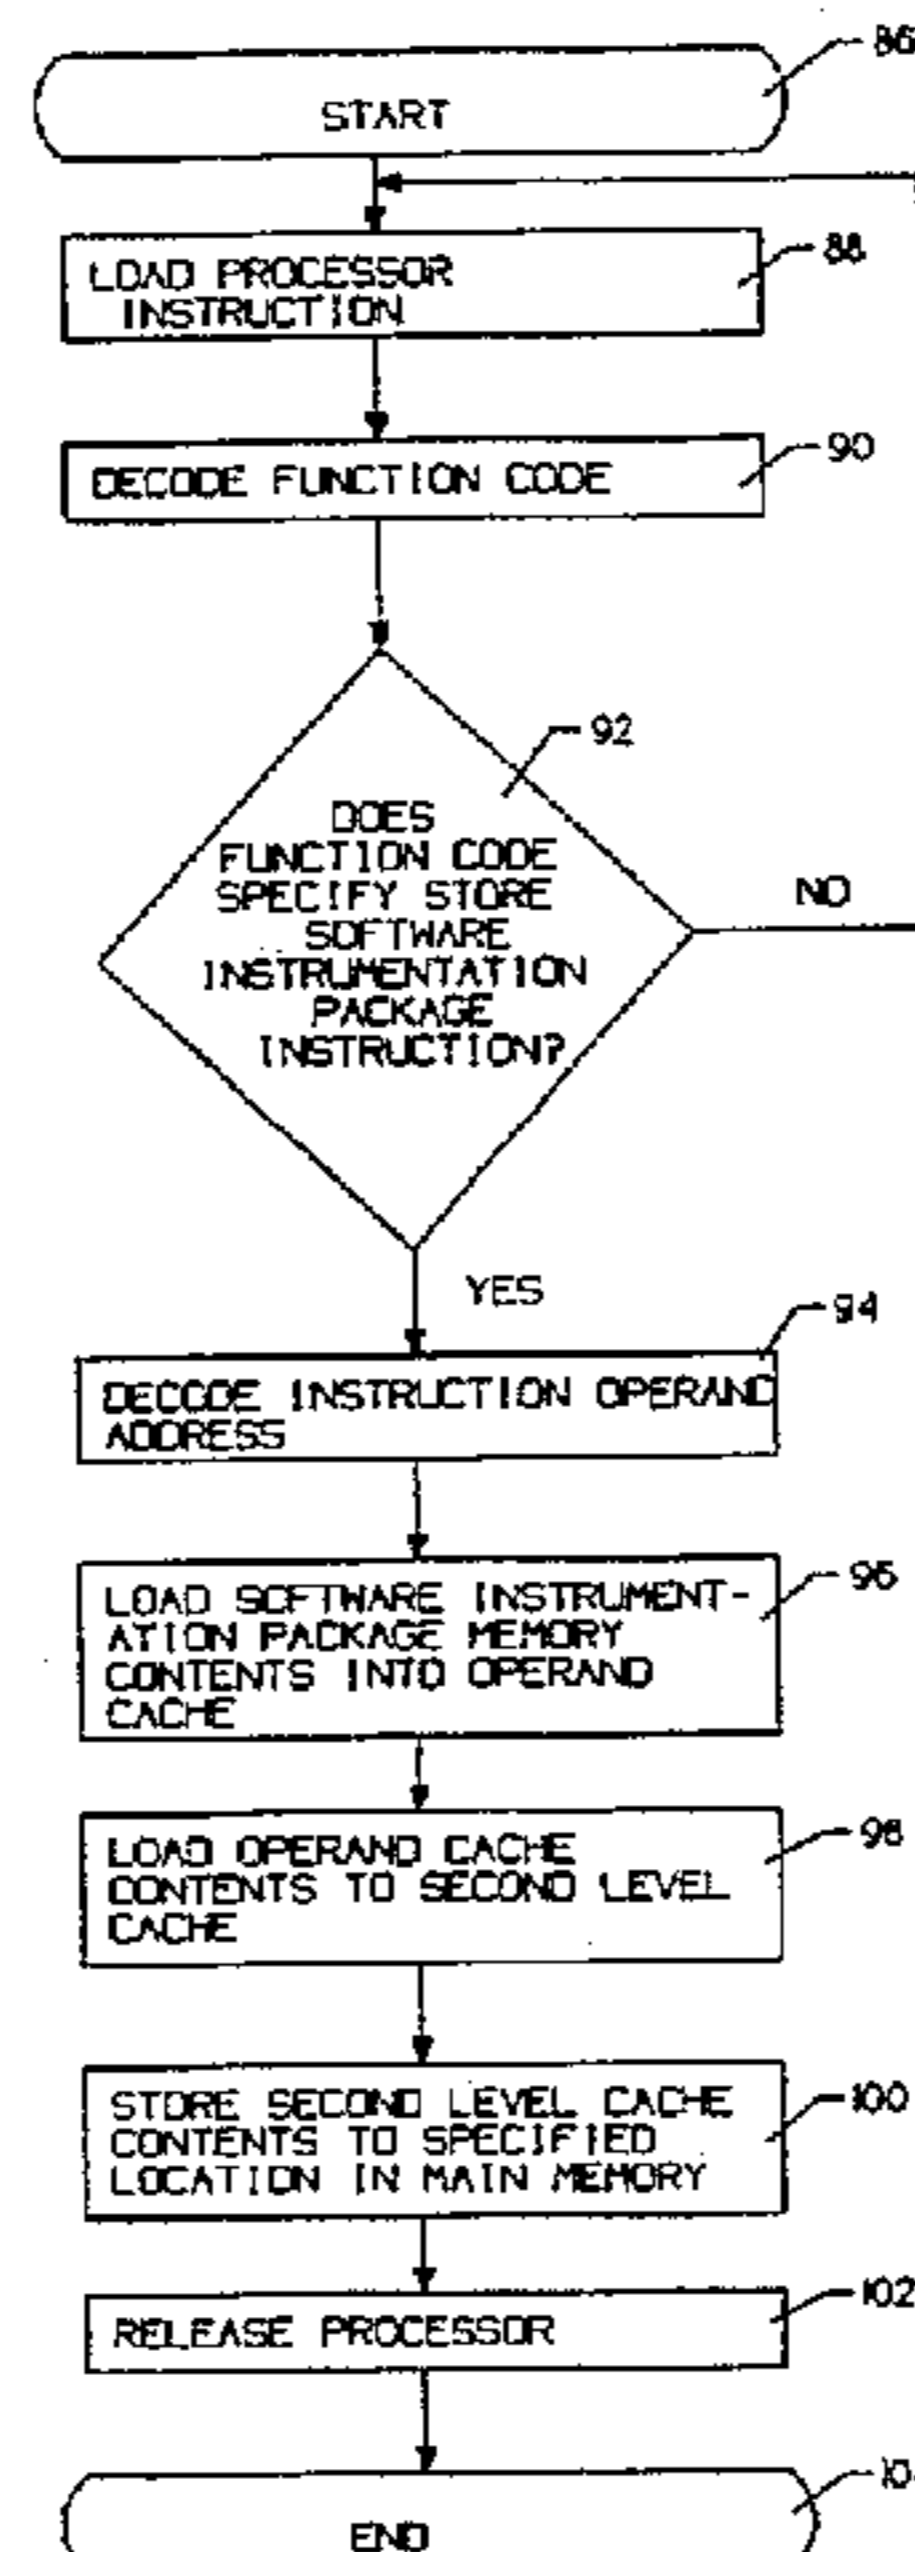 86
START
88
LOAD PROCESSOR
INSTRUCTION
90
DECODE FUNCTION CODE
92
DOES
FUNCTION CODE
SPECIFY STORE
SOFTWARE
INSTRUMENTATION
PACKAGE
INSTRUCTION?
NO
YES
94
DECODE INSTRUCTION OPERAND
ADDRESS
96
LOAD SOFTWARE INSTRUMENT-
ATION PACKAGE MEMORY
CONTENTS INTO OPERAND
CACHE
98
LOAD OPERAND CACHE
CONTENTS TO SECOND LEVEL
CACHE
100
STORE SECOND LEVEL CACHE
CONTENTS TO SPECIFIED
LOCATION IN MAIN MEMORY
102
RELEASE PROCESSOR
END